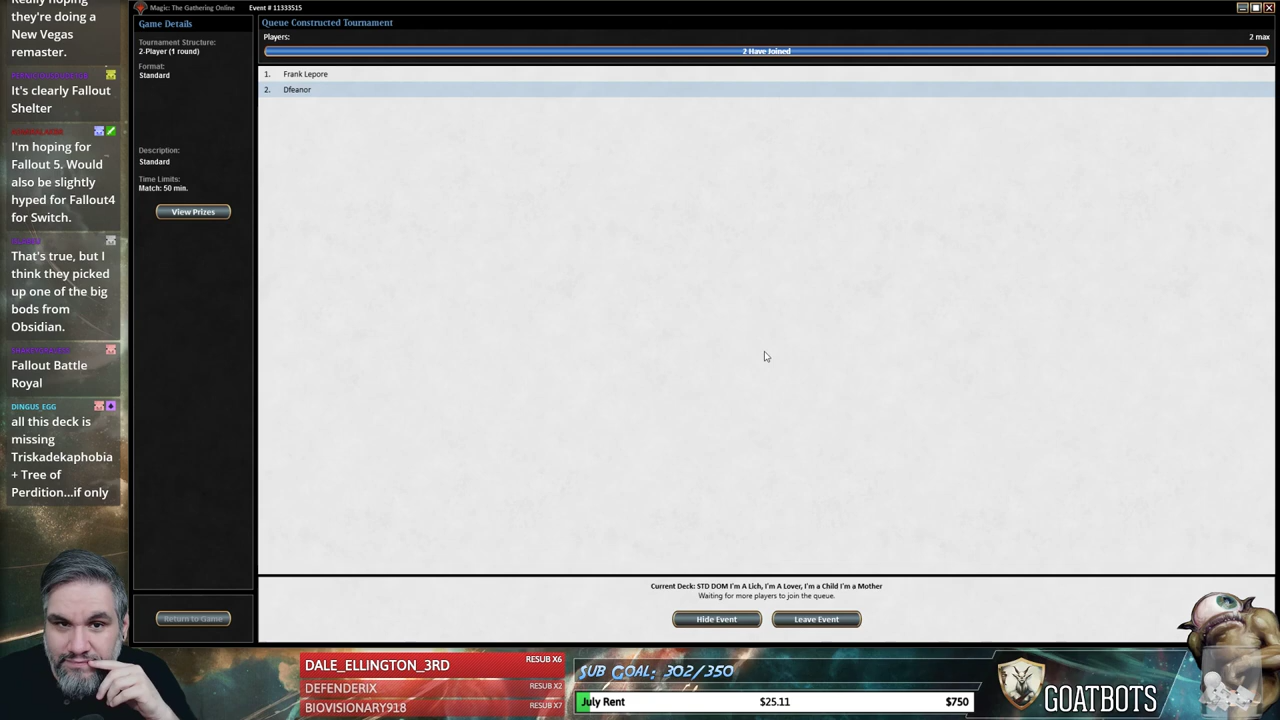 Really hoping
they're doing a
New Vegas
remaster.
It's clearly Fallout
Shelter
I'm hoping for
Fallout 5. Would
also be slightly
hyped for Fallout4
for Switch.
That's true, but I
think they picked
up one of the big
bods from
Obsidian.
Fallout Battle
Royal
DINGUS EGG
all this deck is
missing
Triskadekaphobia
+ Tree of
Perdition...if only
Magic: The Gathering Online Event # 11333515
Game Details
Tournament Structure:
2-Player (1 round)
Format:
Standard
Description:
Standard
Time Limits:
Match: 50 min.
View Prizes
Return to Game
Queue Constructed Tournament
Players: 2 max
2 Have Joined
1. Frank Lepore
2. Dfeanor
Current Deck: STD DOM I'm A Lich, I'm A Lover, I'm a Child I'm a Mother
Waiting for more players to join the queue.
Hide Event Leave Event
DALE_ELLINGTON_3RD RESUB X6
DEFENDERIX RESUB X2
BIOVISIONARY918 RESUB X7
SUB GOAL: 302/350
July Rent $25.11 $750
GOATBOTS